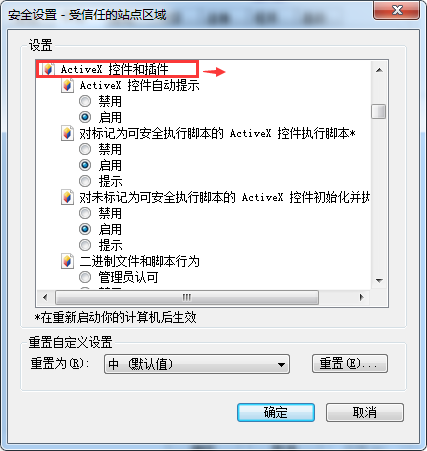 安全设置 - 受信任的站点区域
设置
ActiveX 控件和插件
ActiveX 控件自动提示
禁用
启用
对标记为可安全执行脚本的 ActiveX 控件执行脚本*
禁用
启用
提示
对未标记为可安全执行脚本的 ActiveX 控件初始化并执
禁用
启用
提示
二进制文件和脚本行为
管理员认可
*在重新启动你的计算机后生效
重置自定义设置
重置为(R):
中 (默认值)
重置(E)...
确定
取消